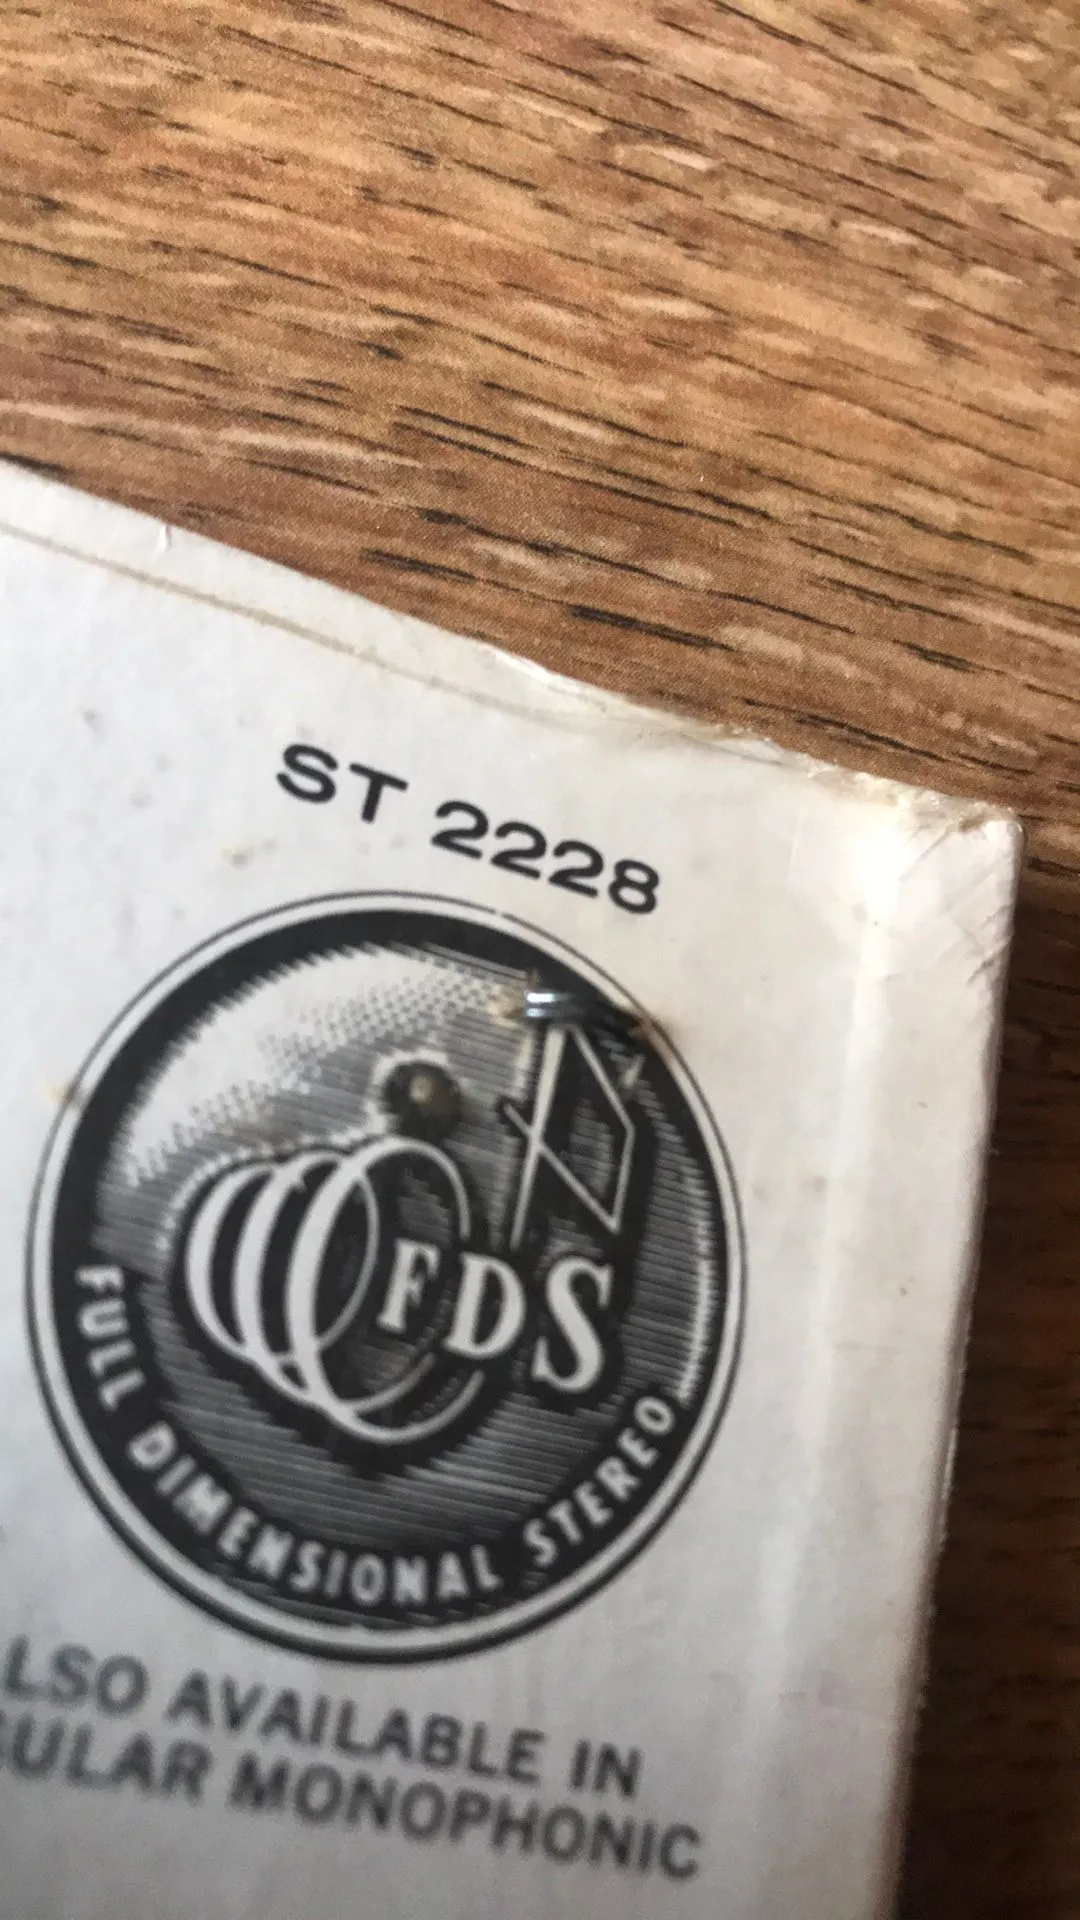 ST 2228
FDS
FULL DIMENSIONAL STEREO
LSO AVAILABLE IN
ULAR MONOPHONIC